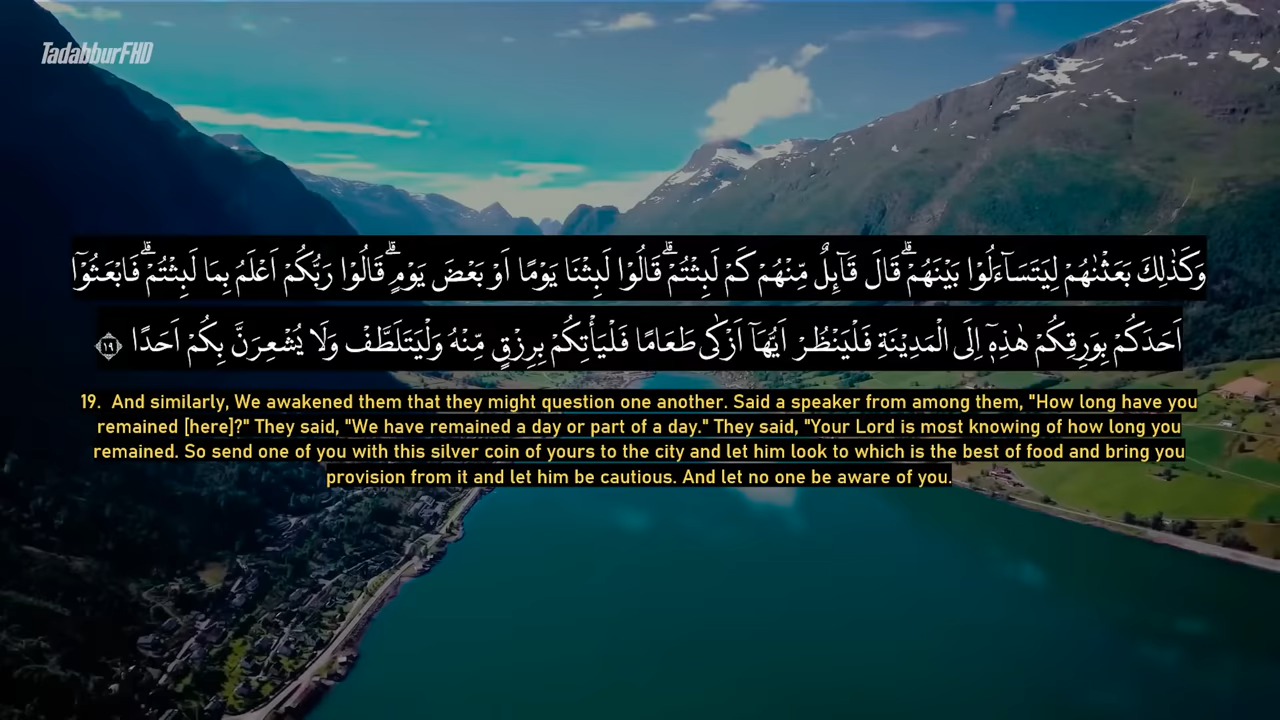 TadabburFHD
وَكَذٰلِكَ بَعَثْنٰهُمْ لِيَتَسَآءَلُوْا بَيْنَهُمْۗ قَالَ قَآىِٕلٌ مِّنْهُمْ كَمْ لَبِثْتُمْۗ قَالُوْا لَبِثْنَا يَوْمًا اَوْ بَعْضَ يَوْمٍۗ قَالُوْا رَبُّكُمْ اَعْلَمُ بِمَا لَبِثْتُمْۗ فَابْعَثُوْٓا
اَحَدَكُمْ بِوَرِقِكُمْ هٰذِهٖٓ اِلَى الْمَدِيْنَةِ فَلْيَنْظُرْ اَيُّهَآ اَزْكٰى طَعَامًا فَلْيَأْتِكُمْ بِرِزْقٍ مِّنْهُ وَلْيَتَلَطَّفْ وَلَا يُشْعِرَنَّ بِكُمْ اَحَدًا ۝١٩
19. And similarly, We awakened them that they might question one another. Said a speaker from among them, "How long have you
remained [here]?" They said, "We have remained a day or part of a day." They said, "Your Lord is most knowing of how long you
remained. So send one of you with this silver coin of yours to the city and let him look to which is the best of food and bring you
provision from it and let him be cautious. And let no one be aware of you.